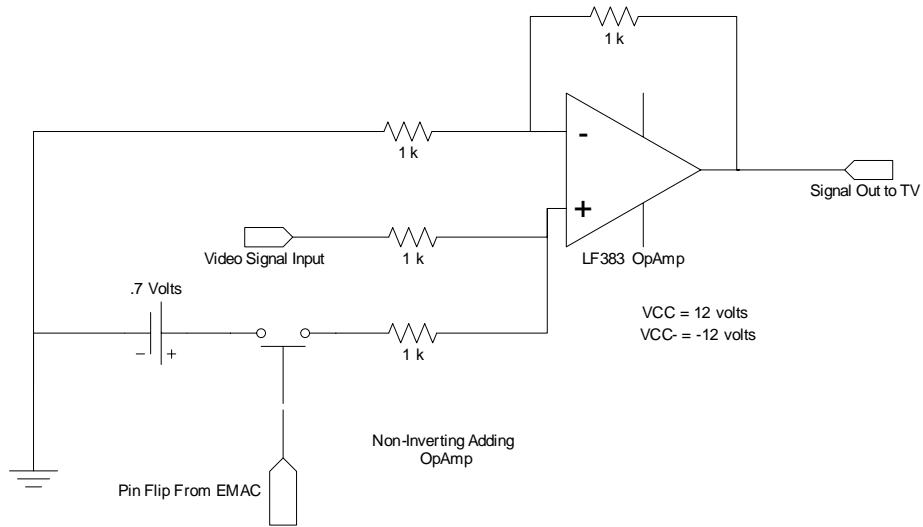 1 k
-
1 k
+
Signal Out to TV
Video Signal Input
1 k
LF383 OpAmp
.7 Volts
VCC = 12 volts
VCC- = -12 volts
- +
1 k
Non-Inverting Adding
OpAmp
Pin Flip From EMAC